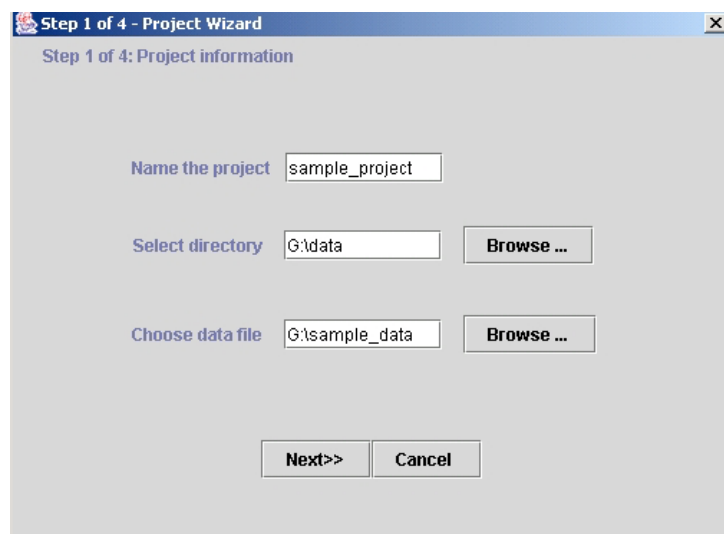 Step 1 of 4 - Project Wizard
Step 1 of 4: Project information
Name the project sample_project
Select directory G:\data Browse ...
Choose data file G:\sample_data Browse ...
Next>> Cancel